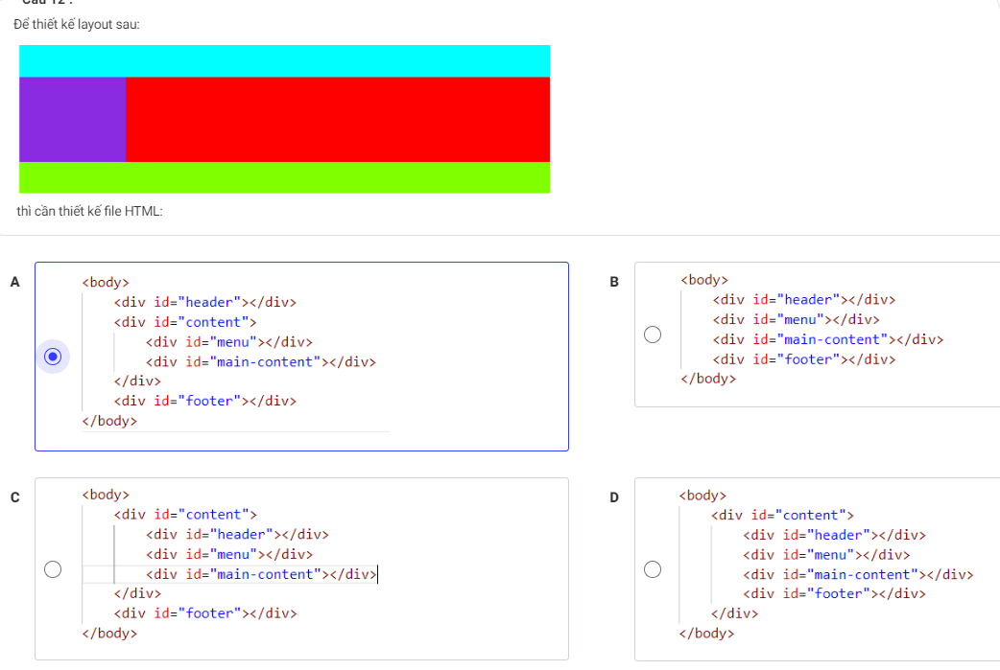 Câu 12 :
Để thiết kế layout sau:
thì cần thiết kế file HTML:
A
<body>
<div id="header"></div>
<div id="content">
<div id="menu"></div>
<div id="main-content"></div>
</div>
<div id="footer"></div>
</body>
B
<body>
<div id="header"></div>
<div id="menu"></div>
<div id="main-content"></div>
<div id="footer"></div>
</body>
C
<body>
<div id="content">
<div id="header"></div>
<div id="menu"></div>
<div id="main-content"></div>
</div>
<div id="footer"></div>
</body>
D
<body>
<div id="content">
<div id="header"></div>
<div id="menu"></div>
<div id="main-content"></div>
<div id="footer"></div>
</div>
</body>